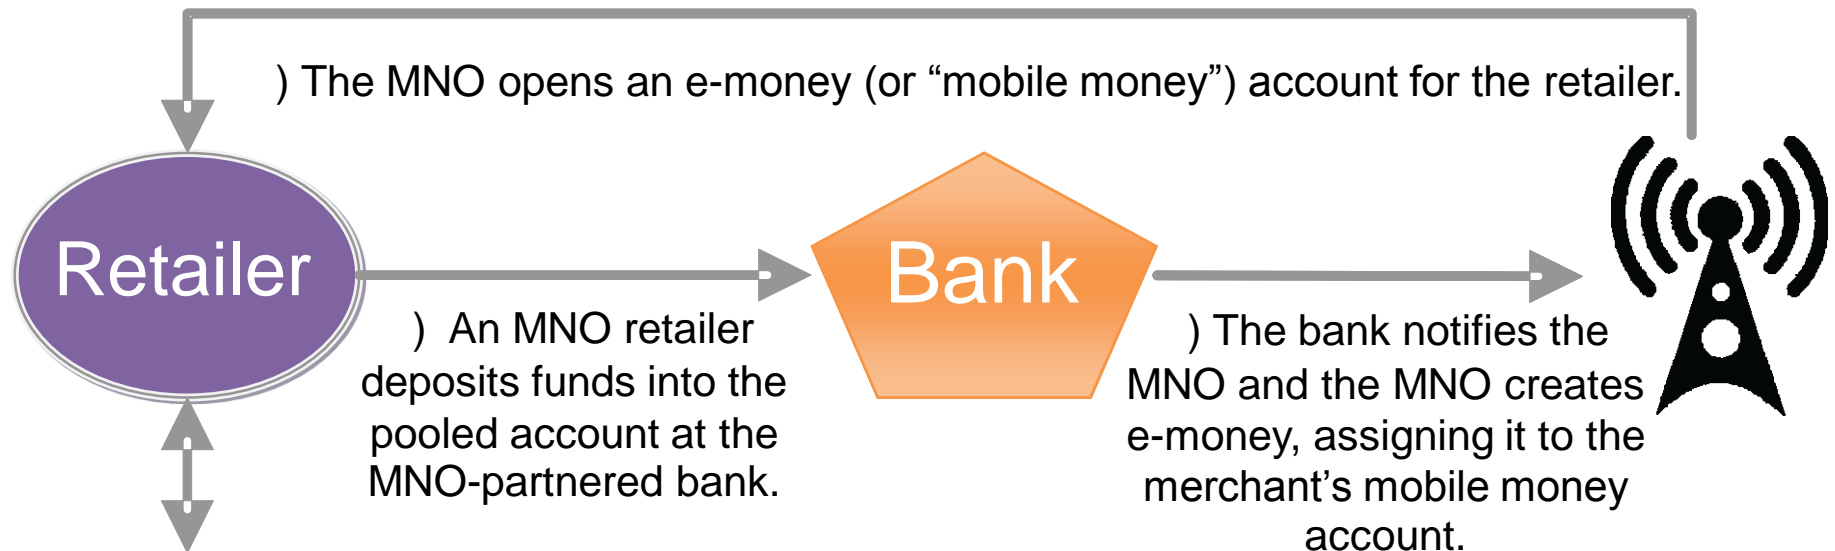 ) The MNO opens an e-money (or “mobile money”) account for the retailer.
Retailer
Bank
) An MNO retailer
deposits funds into the
pooled account at the
MNO-partnered bank.
) The bank notifies the
MNO and the MNO creates
e-money, assigning it to the
merchant’s mobile money
account.